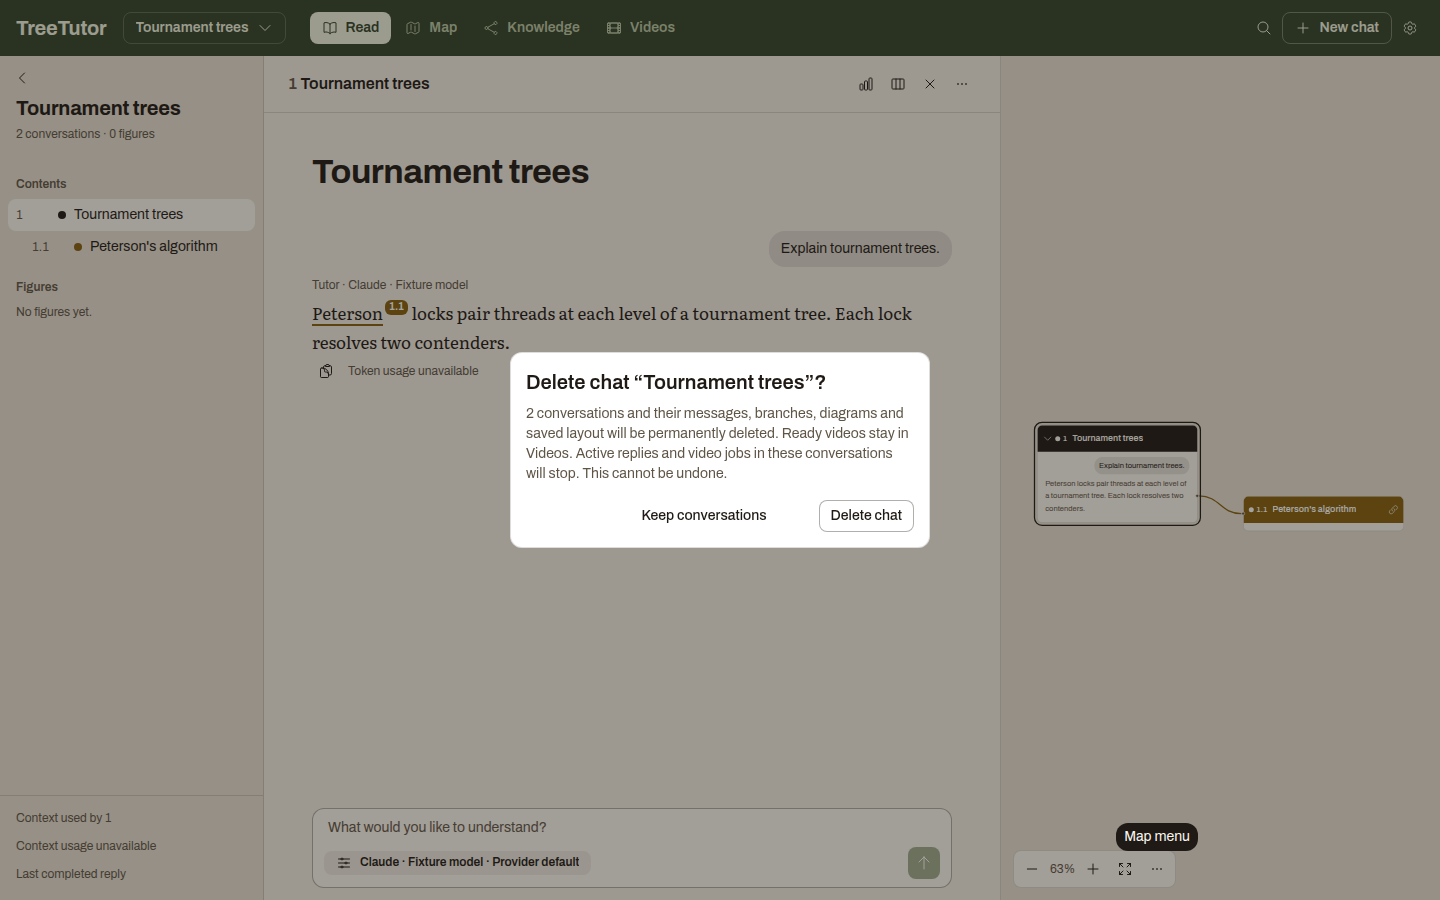 TreeTutor
Tournament trees
Read
Map
Knowledge
Videos
New chat
Tournament trees
2 conversations · 0 figures
Contents
1 Tournament trees
1.1 Peterson's algorithm
Figures
No figures yet.
Context used by 1
Context usage unavailable
Last completed reply
1 Tournament trees
Tournament trees
Explain tournament trees.
Tutor · Claude · Fixture model
Peterson 1.1 locks pair threads at each level of a tournament tree. Each lock
resolves two contenders.
Token usage unavailable
Delete chat “Tournament trees”?
2 conversations and their messages, branches, diagrams and
saved layout will be permanently deleted. Ready videos stay in
Videos. Active replies and video jobs in these conversations
will stop. This cannot be undone.
Keep conversations
Delete chat
What would you like to understand?
Claude · Fixture model · Provider default
1 Tournament trees
Explain tournament trees.
Peterson locks pair threads at each level of
a tournament tree. Each lock resolves two
contenders.
1.1 Peterson's algorithm
Map menu
63%